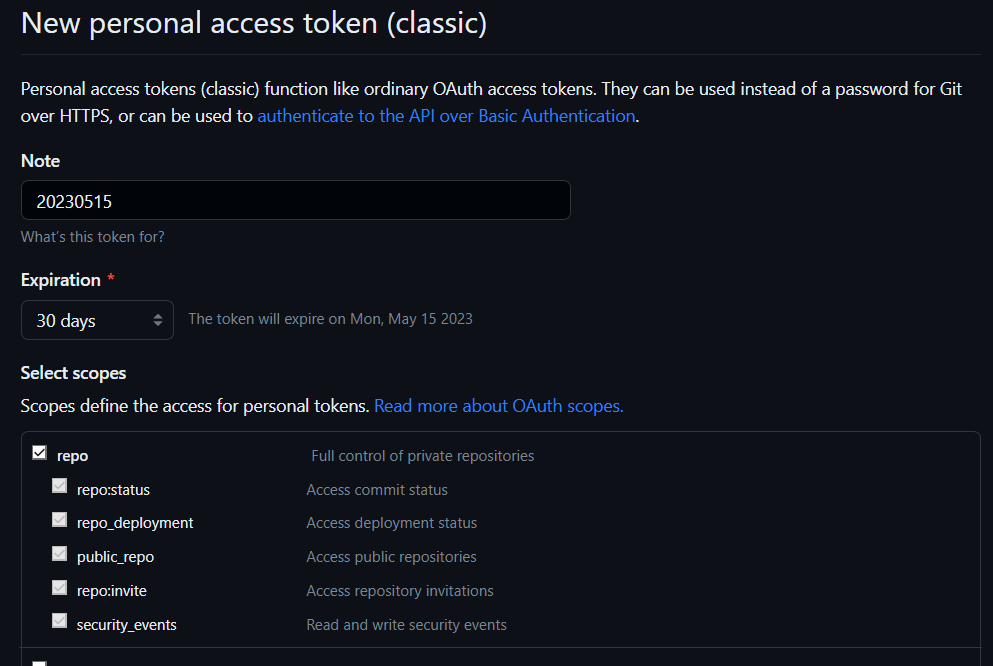 New personal access token (classic)
Personal access tokens (classic) function like ordinary OAuth access tokens. They can be used instead of a password for Git
over HTTPS, or can be used to authenticate to the API over Basic Authentication.
Note
20230515
What's this token for?
Expiration *
30 days The token will expire on Mon, May 15 2023
Select scopes
Scopes define the access for personal tokens. Read more about OAuth scopes.
repo Full control of private repositories
repo:status Access commit status
repo_deployment Access deployment status
public_repo Access public repositories
repo:invite Access repository invitations
security_events Read and write security events